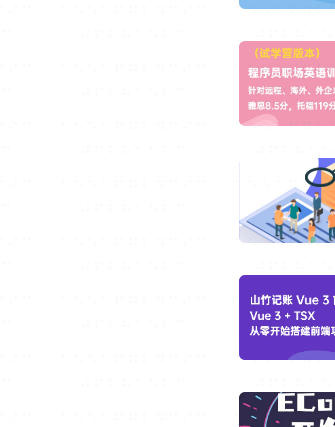 （试学营版本）
程序员职场英语训
针对远程、海外、外企
雅思8.5分，托福119分
山竹记账 Vue 3
Vue 3 + TSX
从零开始搭建前端
ECo